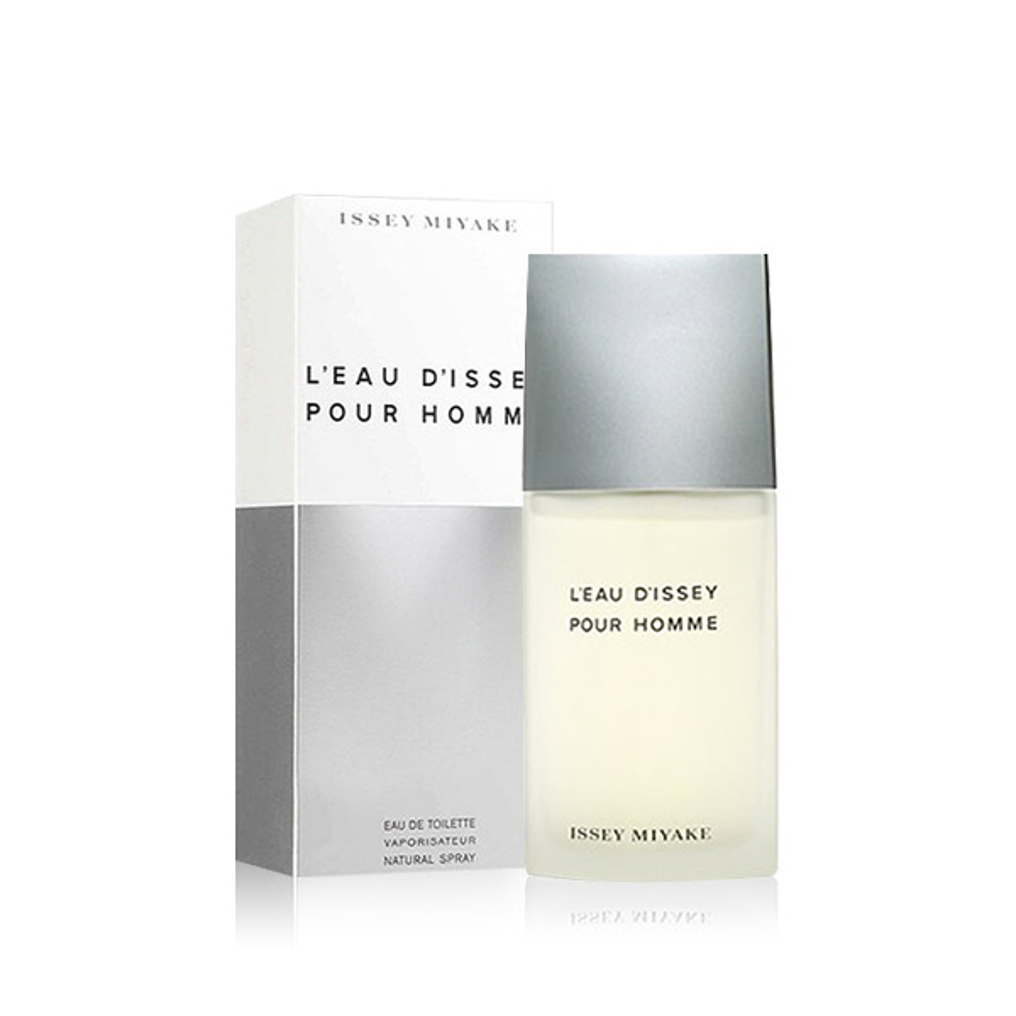 ISSEY MIYAKE
L'EAU D'ISSE
POUR HOMM
EAU DE TOILETTE
VAPORISATEUR
NATURAL SPRAY
L'EAU D'ISSEY
POUR HOMME
ISSEY MIYAKE